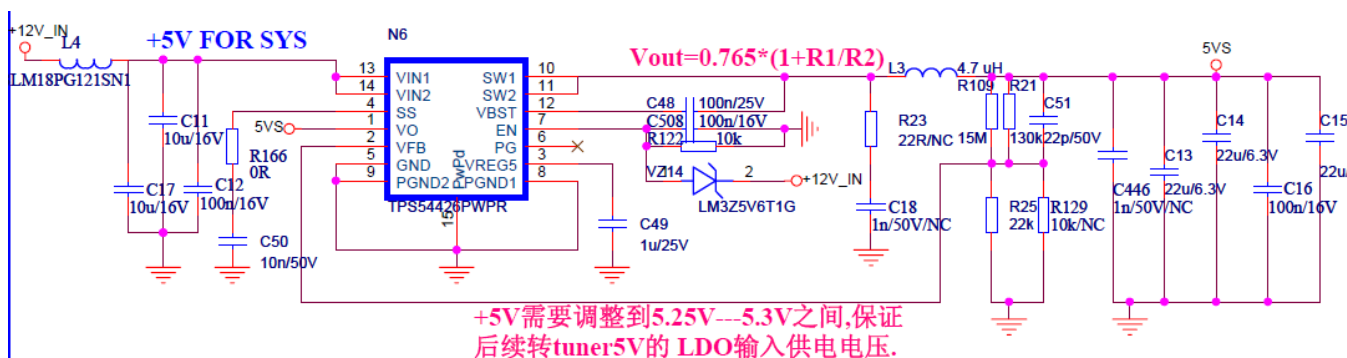 +12V_IN
L4
LM18PG121SN1
+5V FOR SYS
N6
Vout=0.765*(1+R1/R2)
5VS
13 VIN1 SW1 10
14 VIN2 SW2 11
4 SS VBST 12
1 VO EN 7
2 VFB PG 6
5 GND VREG5 3
9 PGND2 PGND1 8
PwPd
15
TPS54426PWPR
5VS
C11
10u/16V
C17
10u/16V
C12
100n/16V
R166
0R
C50
10n/50V
C48 100n/25V
C508 100n/16V
R122 10k
VZ114
1
2
+12V_IN
LM3Z5V6T1G
C49
1u/25V
L3 4.7 uH
R23
22R/NC
C18
1n/50V/NC
R109
15M
R21
130k
C51
22p/50V
R25
22k
R129
10k/NC
C446
1n/50V/NC
C13
22u/6.3V
C14
22u/6.3V
C16
100n/16V
C15
22u/
+5V需要调整到5.25V---5.3V之间,保证
后续转tuner5V的 LDO输入供电电压.